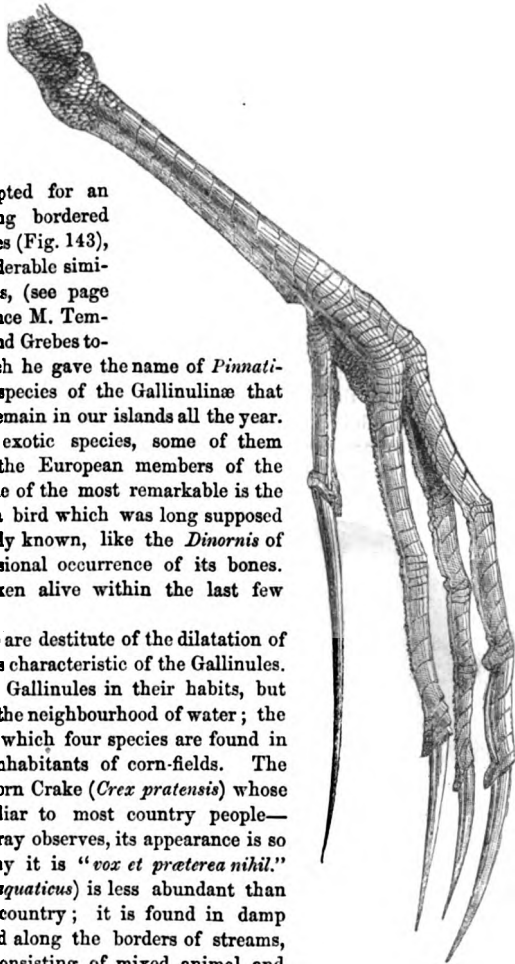 pted for an
ng bordered
es (Fig. 143),
derable simi-
s, (see page
nce M. Tem-
nd Grebes to-
h he gave the name of Pinnati-
species of the Gallinulinæ that
emain in our islands all the year.
exotic species, some of them
the European members of the
e of the most remarkable is the
a bird which was long supposed
ly known, like the Dinornis of
sional occurrence of its bones.
ken alive within the last few
are destitute of the dilatation of
s characteristic of the Gallinules.
Gallinules in their habits, but
the neighbourhood of water; the
which four species are found in
nhabitants of corn-fields. The
orn Crake (Crex pratensis) whose
liar to most country people—
ray observes, its appearance is so
ay it is "vox et præterea nihil."
quaticus) is less abundant than
country; it is found in damp
d along the borders of streams,
onsisting of mixed animal and